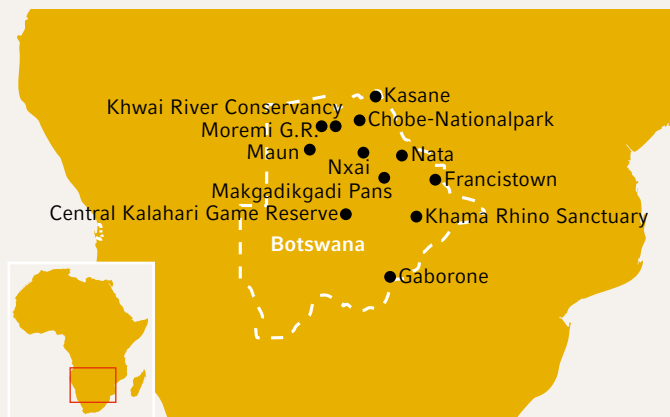 Kasane
Khwai River Conservancy
Chobe-Nationalpark
Moremi G.R.
Maun
Nxai
Nata
Makgadikgadi Pans
Francistown
Central Kalahari Game Reserve
Khama Rhino Sanctuary
Botswana
Gaborone